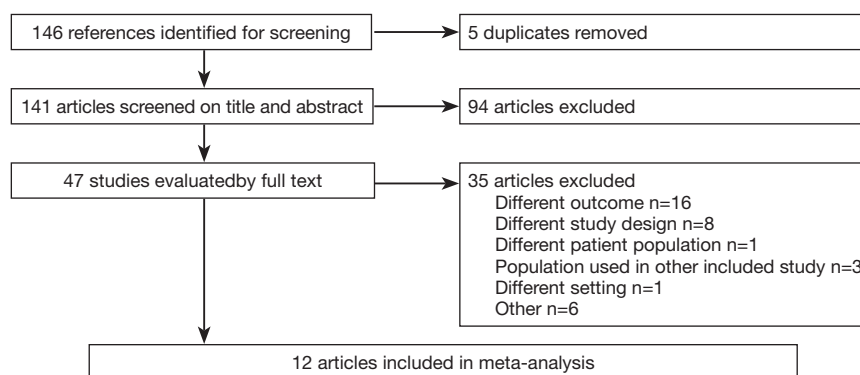 146 references identified for screening
5 duplicates removed
141 articles screened on title and abstract
94 articles excluded
47 studies evaluatedby full text
35 articles excluded
Different outcome n=16
Different study design n=8
Different patient population n=1
Population used in other included study n=3
Different setting n=1
Other n=6
12 articles included in meta-analysis